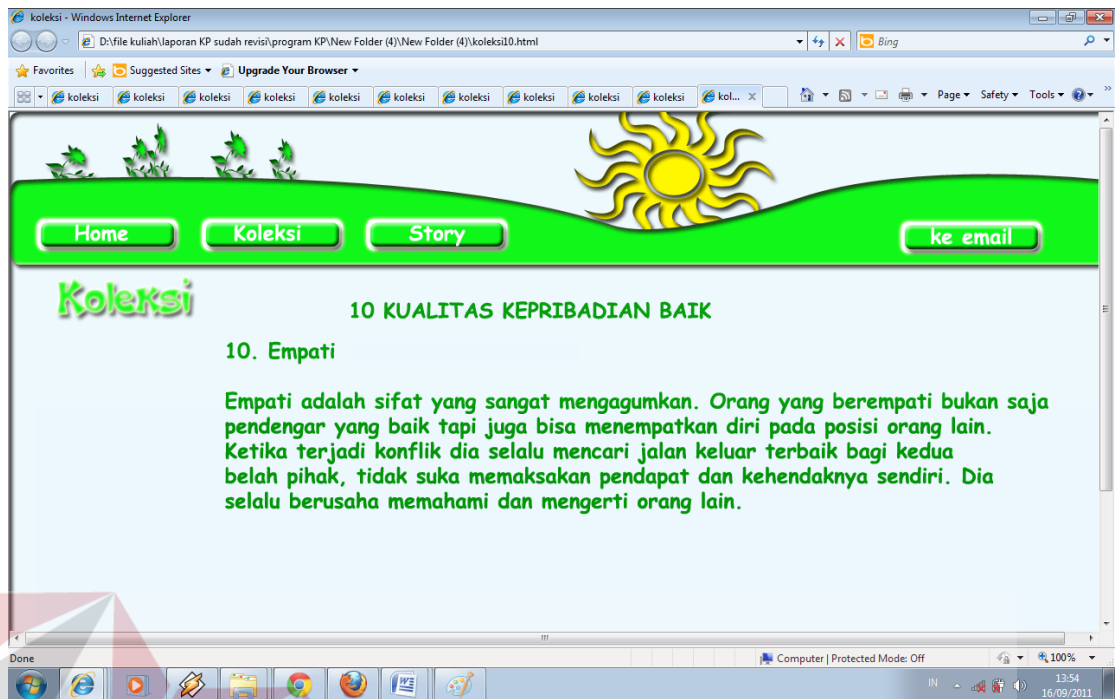 koleksi - Windows Internet Explorer
D:\file kuliah\laporan KP sudah revisi\program KP\New Folder (4)\New Folder (4)\koleksi10.html
Bing
Favorites Suggested Sites Upgrade Your Browser
koleksi koleksi koleksi koleksi koleksi koleksi koleksi koleksi koleksi koleksi kol... Page Safety Tools
Home Koleksi Story ke email
Koleksi
10 KUALITAS KEPRIBADIAN BAIK
10. Empati
Empati adalah sifat yang sangat mengagumkan. Orang yang berempati bukan saja
pendengar yang baik tapi juga bisa menempatkan diri pada posisi orang lain.
Ketika terjadi konflik dia selalu mencari jalan keluar terbaik bagi kedua
belah pihak, tidak suka memaksakan pendapat dan kehendaknya sendiri. Dia
selalu berusaha memahami dan mengerti orang lain.
Done Computer | Protected Mode: Off 100%
IN 13:54
16/09/2011